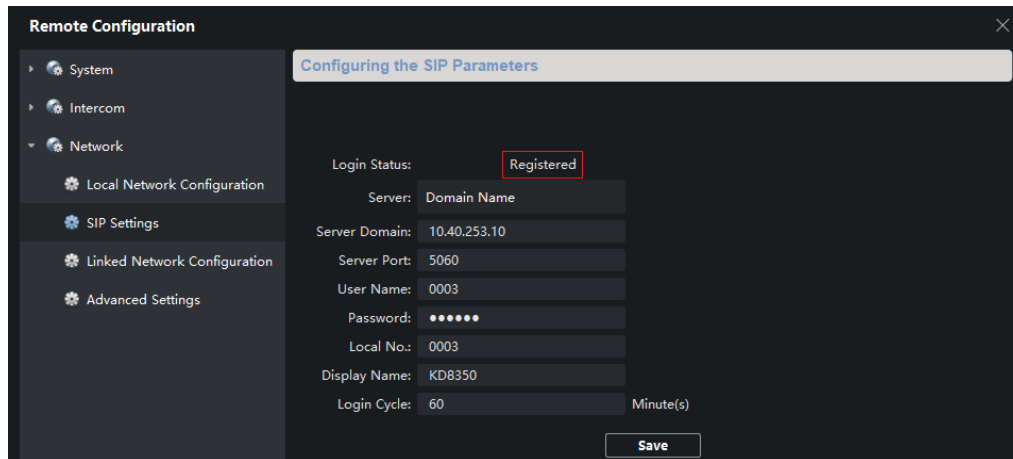 Remote Configuration
System
Intercom
Network
Local Network Configuration
SIP Settings
Linked Network Configuration
Advanced Settings
Configuring the SIP Parameters
Login Status: Registered
Server: Domain Name
Server Domain: 10.40.253.10
Server Port: 5060
User Name: 0003
Password: ●●●●●●
Local No.: 0003
Display Name: KD8350
Login Cycle: 60 Minute(s)
Save